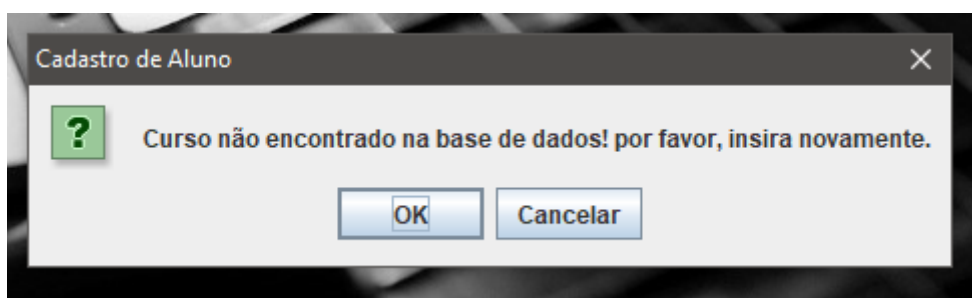 Cadastro de Aluno
?
Curso não encontrado na base de dados! por favor, insira novamente.
OK
Cancelar